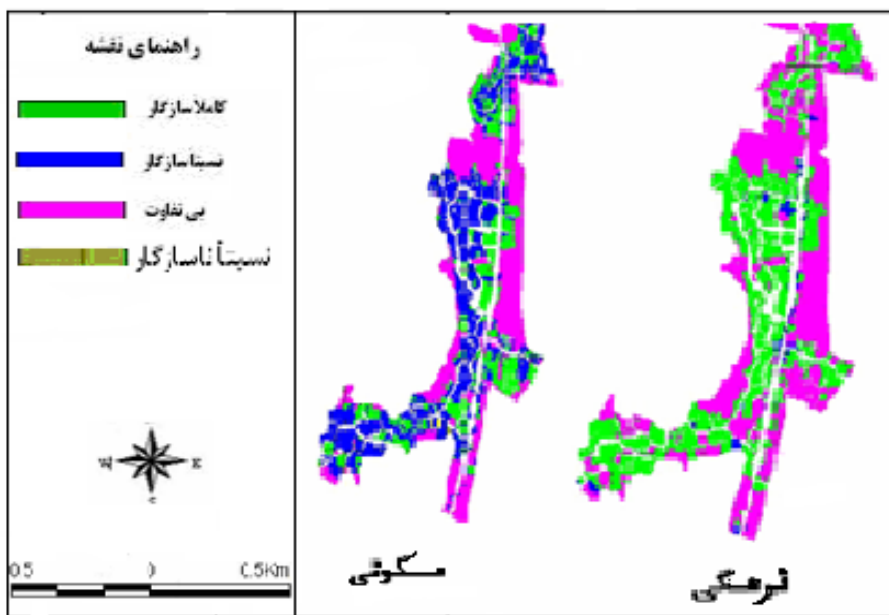 راهنمای نقشه
کاملاً سازگار
نسبتاً سازگار
بی تفاوت
نسبتاً ناسازگار
W E
S
0.5 0 0.5Km
مسکونی
فرهنگی